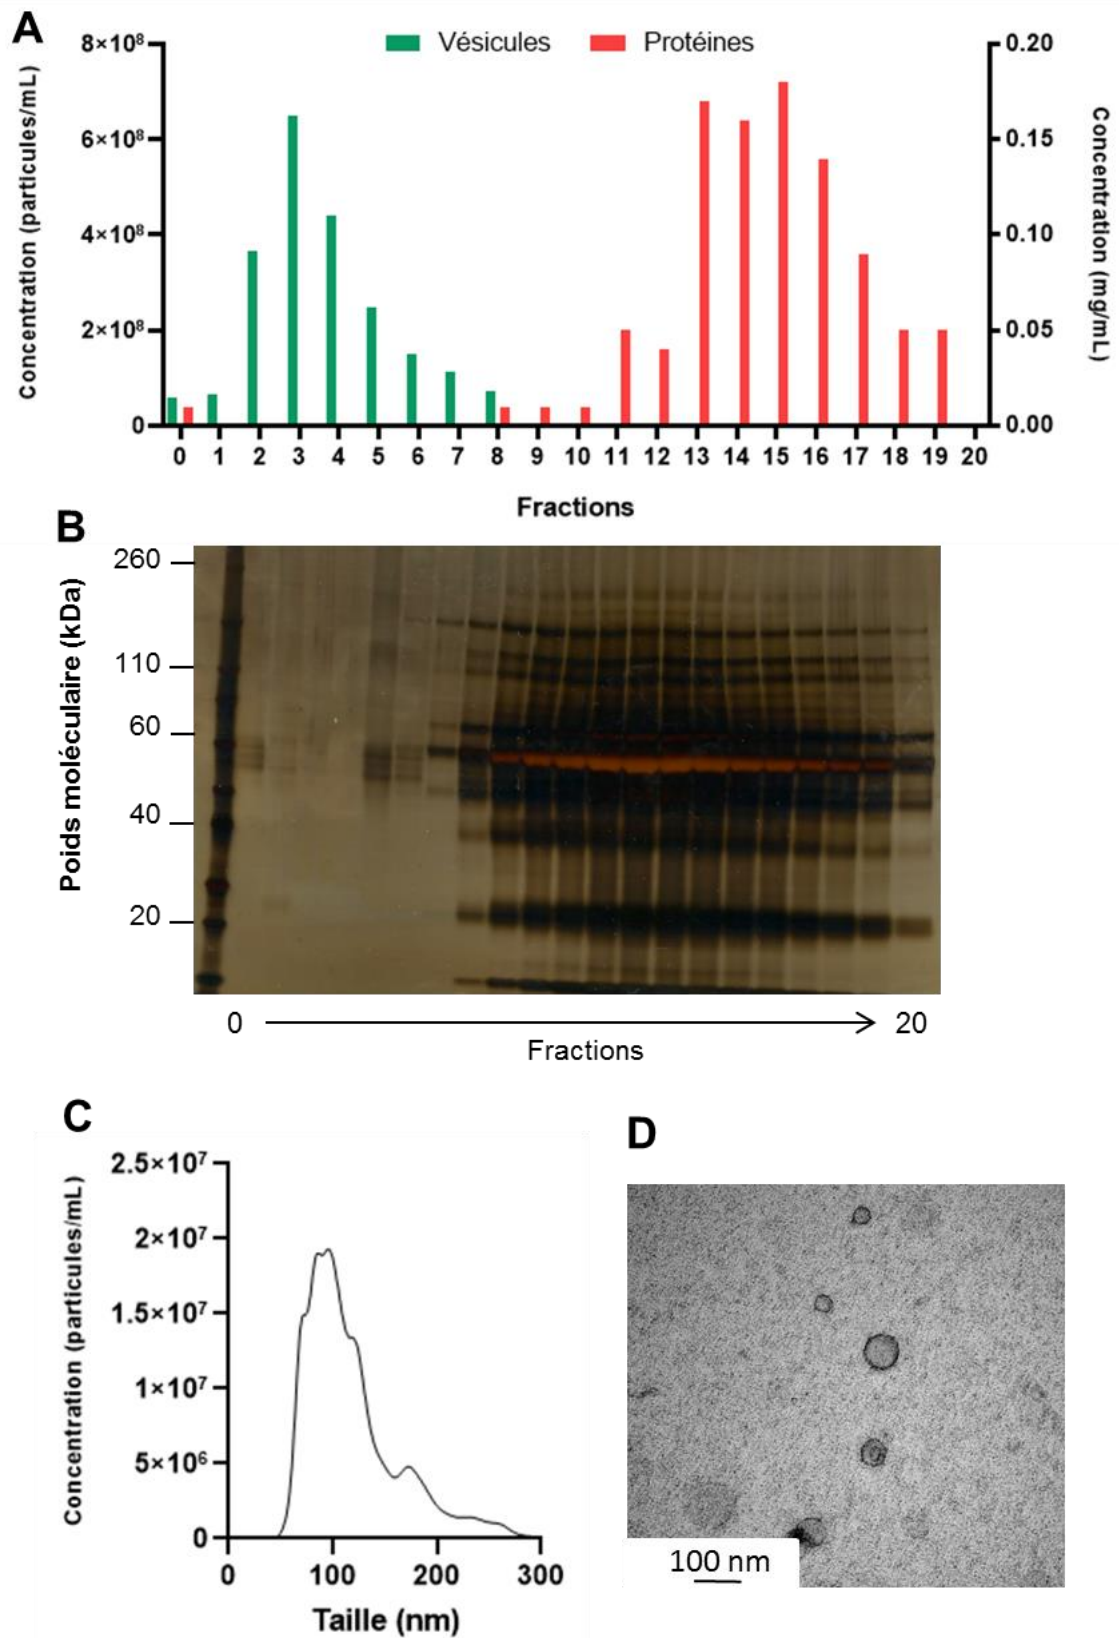 A
Vésicules Protéines
Concentration (particules/mL)
8×10⁸
6×10⁸
4×10⁸
2×10⁸
0
0.20
0.15
0.10
0.05
0.00
Concentration (mg/mL)
0 1 2 3 4 5 6 7 8 9 10 11 12 13 14 15 16 17 18 19 20
Fractions
B
Poids moléculaire (kDa)
260
110
60
40
20
0 20
Fractions
C
Concentration (particules/mL)
2.5×10⁷
2×10⁷
1.5×10⁷
1×10⁷
5×10⁶
0
0 100 200 300
Taille (nm)
D
100 nm